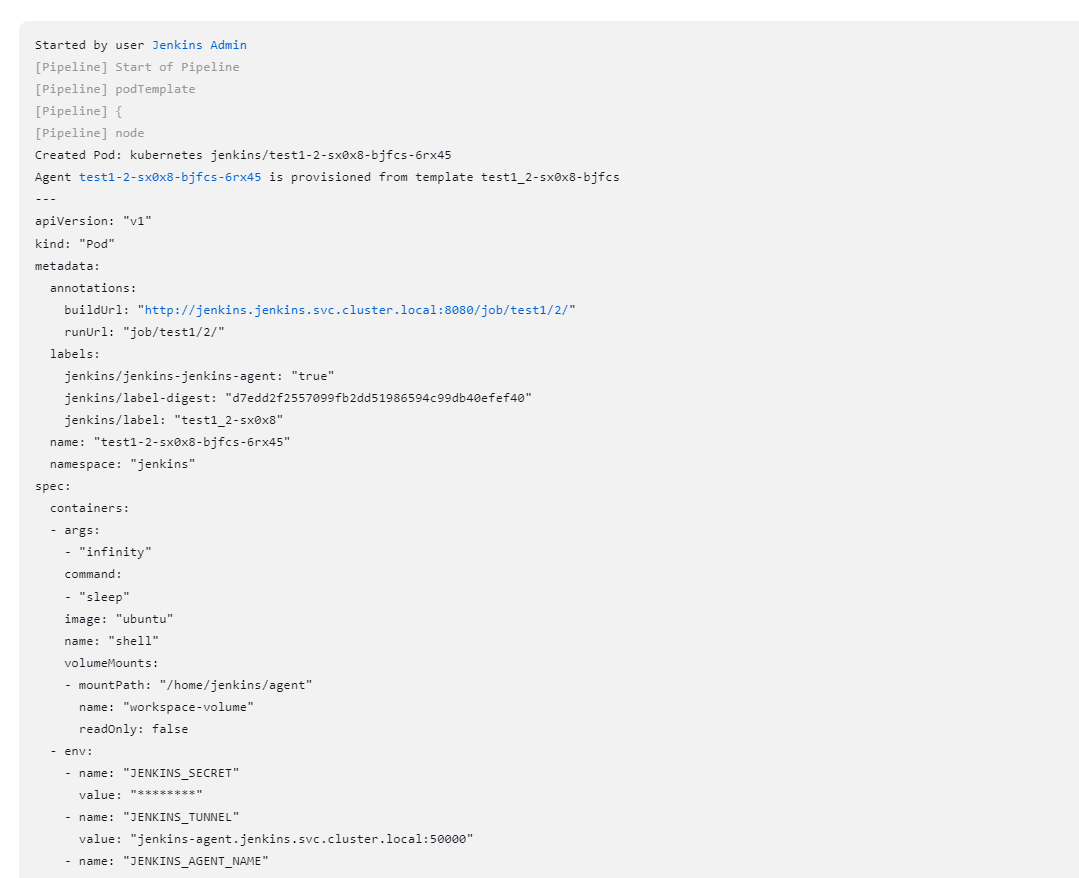 Started by user Jenkins Admin
[Pipeline] Start of Pipeline
[Pipeline] podTemplate
[Pipeline] {
[Pipeline] node
Created Pod: kubernetes jenkins/test1-2-sx0x8-bjfcs-6rx45
Agent test1-2-sx0x8-bjfcs-6rx45 is provisioned from template test1_2-sx0x8-bjfcs
---
apiVersion: "v1"
kind: "Pod"
metadata:
  annotations:
    buildUrl: "http://jenkins.jenkins.svc.cluster.local:8080/job/test1/2/"
    runUrl: "job/test1/2/"
  labels:
    jenkins/jenkins-jenkins-agent: "true"
    jenkins/label-digest: "d7edd2f2557099fb2dd51986594c99db40efef40"
    jenkins/label: "test1_2-sx0x8"
  name: "test1-2-sx0x8-bjfcs-6rx45"
  namespace: "jenkins"
spec:
  containers:
  - args:
    - "infinity"
    command:
    - "sleep"
    image: "ubuntu"
    name: "shell"
    volumeMounts:
    - mountPath: "/home/jenkins/agent"
      name: "workspace-volume"
      readOnly: false
  - env:
    - name: "JENKINS_SECRET"
      value: "********"
    - name: "JENKINS_TUNNEL"
      value: "jenkins-agent.jenkins.svc.cluster.local:50000"
    - name: "JENKINS_AGENT_NAME"